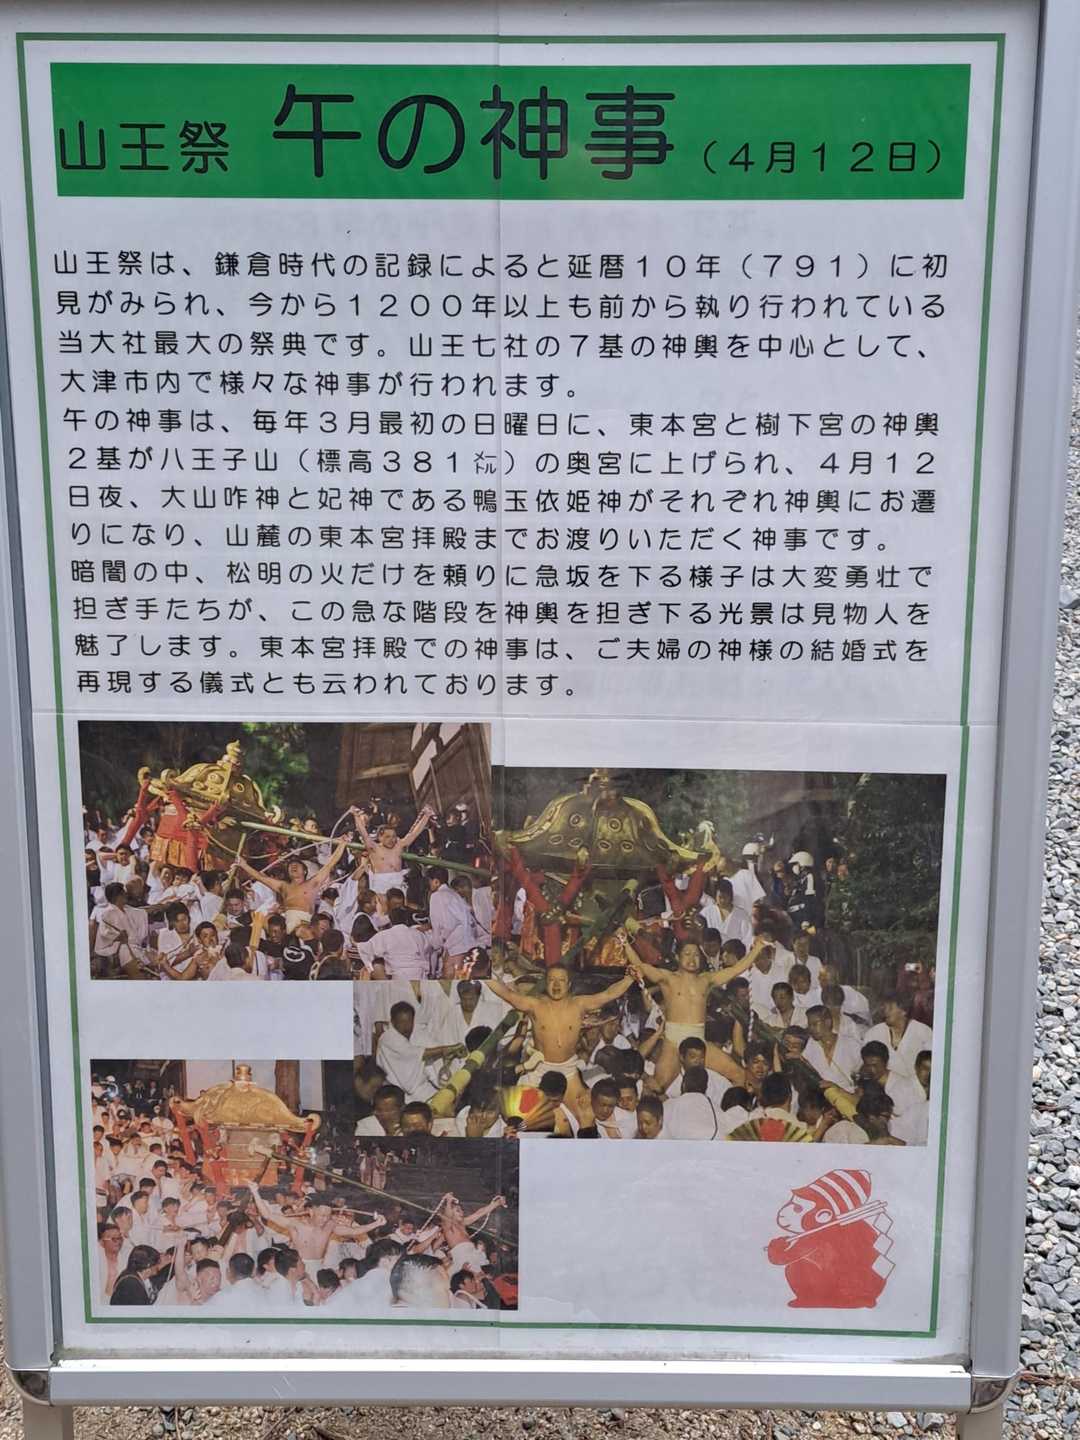 山王祭 午の神事(4月12日)
山王祭は、鎌倉時代の記録によると延暦10年(791)に初
見がみられ、今から1200年以上も前から執り行われている
当大社最大の祭典です。山王七社の7基の神輿を中心として、
大津市内で様々な神事が行われます。
午の神事は、毎年3月最初の日曜日に、東本宮と樹下宮の神輿
2基が八王子山(標高381㍍)の奥宮に上げられ、4月12
日夜、大山咋神と妃神である鴨玉依姫神がそれぞれ神輿にお遷
りになり、山麓の東本宮拝殿までお渡りいただく神事です。
暗闇の中、松明の火だけを頼りに急坂を下る様子は大変勇壮で
担ぎ手たちが、この急な階段を神輿を担ぎ下る光景は見物人を
魅了します。東本宮拝殿での神事は、ご夫婦の神様の結婚式を
再現する儀式とも云われております。